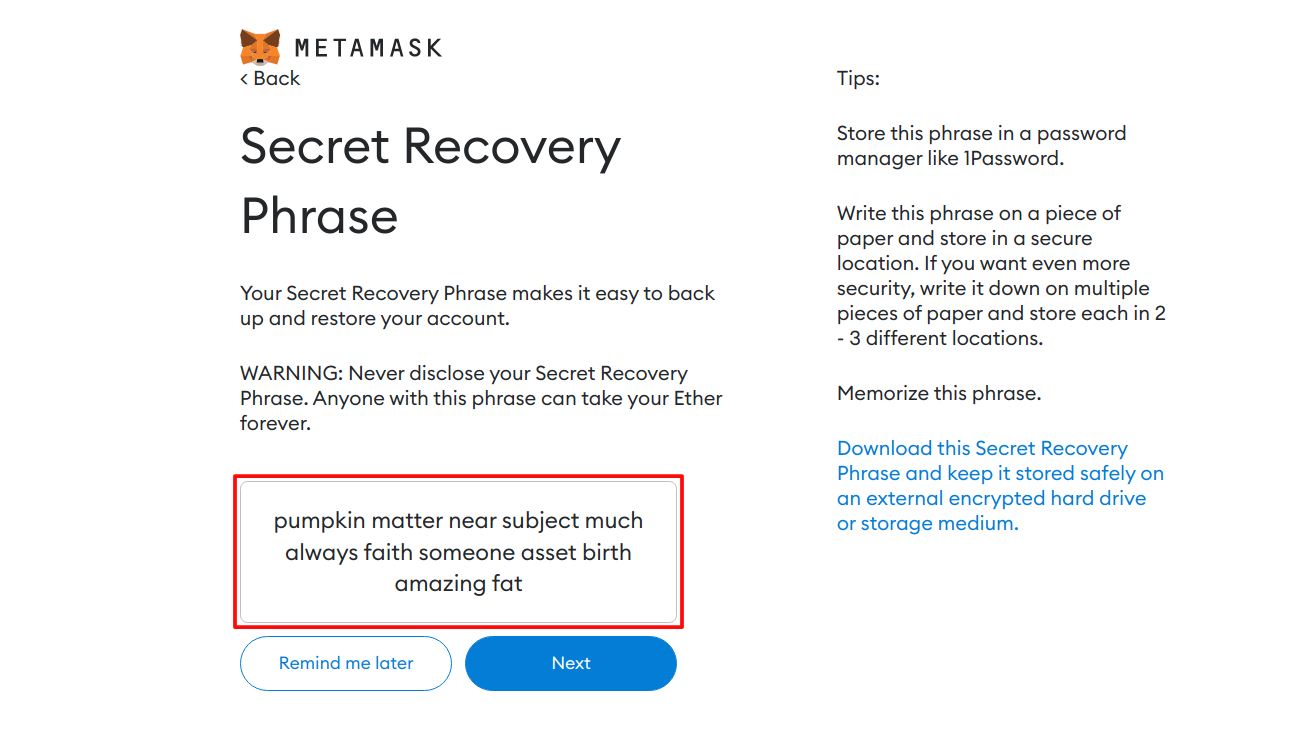 METAMASK
< Back
Secret Recovery
Phrase
Your Secret Recovery Phrase makes it easy to back
up and restore your account.
WARNING: Never disclose your Secret Recovery
Phrase. Anyone with this phrase can take your Ether
forever.
pumpkin matter near subject much
always faith someone asset birth
amazing fat
Remind me later
Next
Tips:
Store this phrase in a password
manager like 1Password.
Write this phrase on a piece of
paper and store in a secure
location. If you want even more
security, write it down on multiple
pieces of paper and store each in 2
- 3 different locations.
Memorize this phrase.
Download this Secret Recovery
Phrase and keep it stored safely on
an external encrypted hard drive
or storage medium.